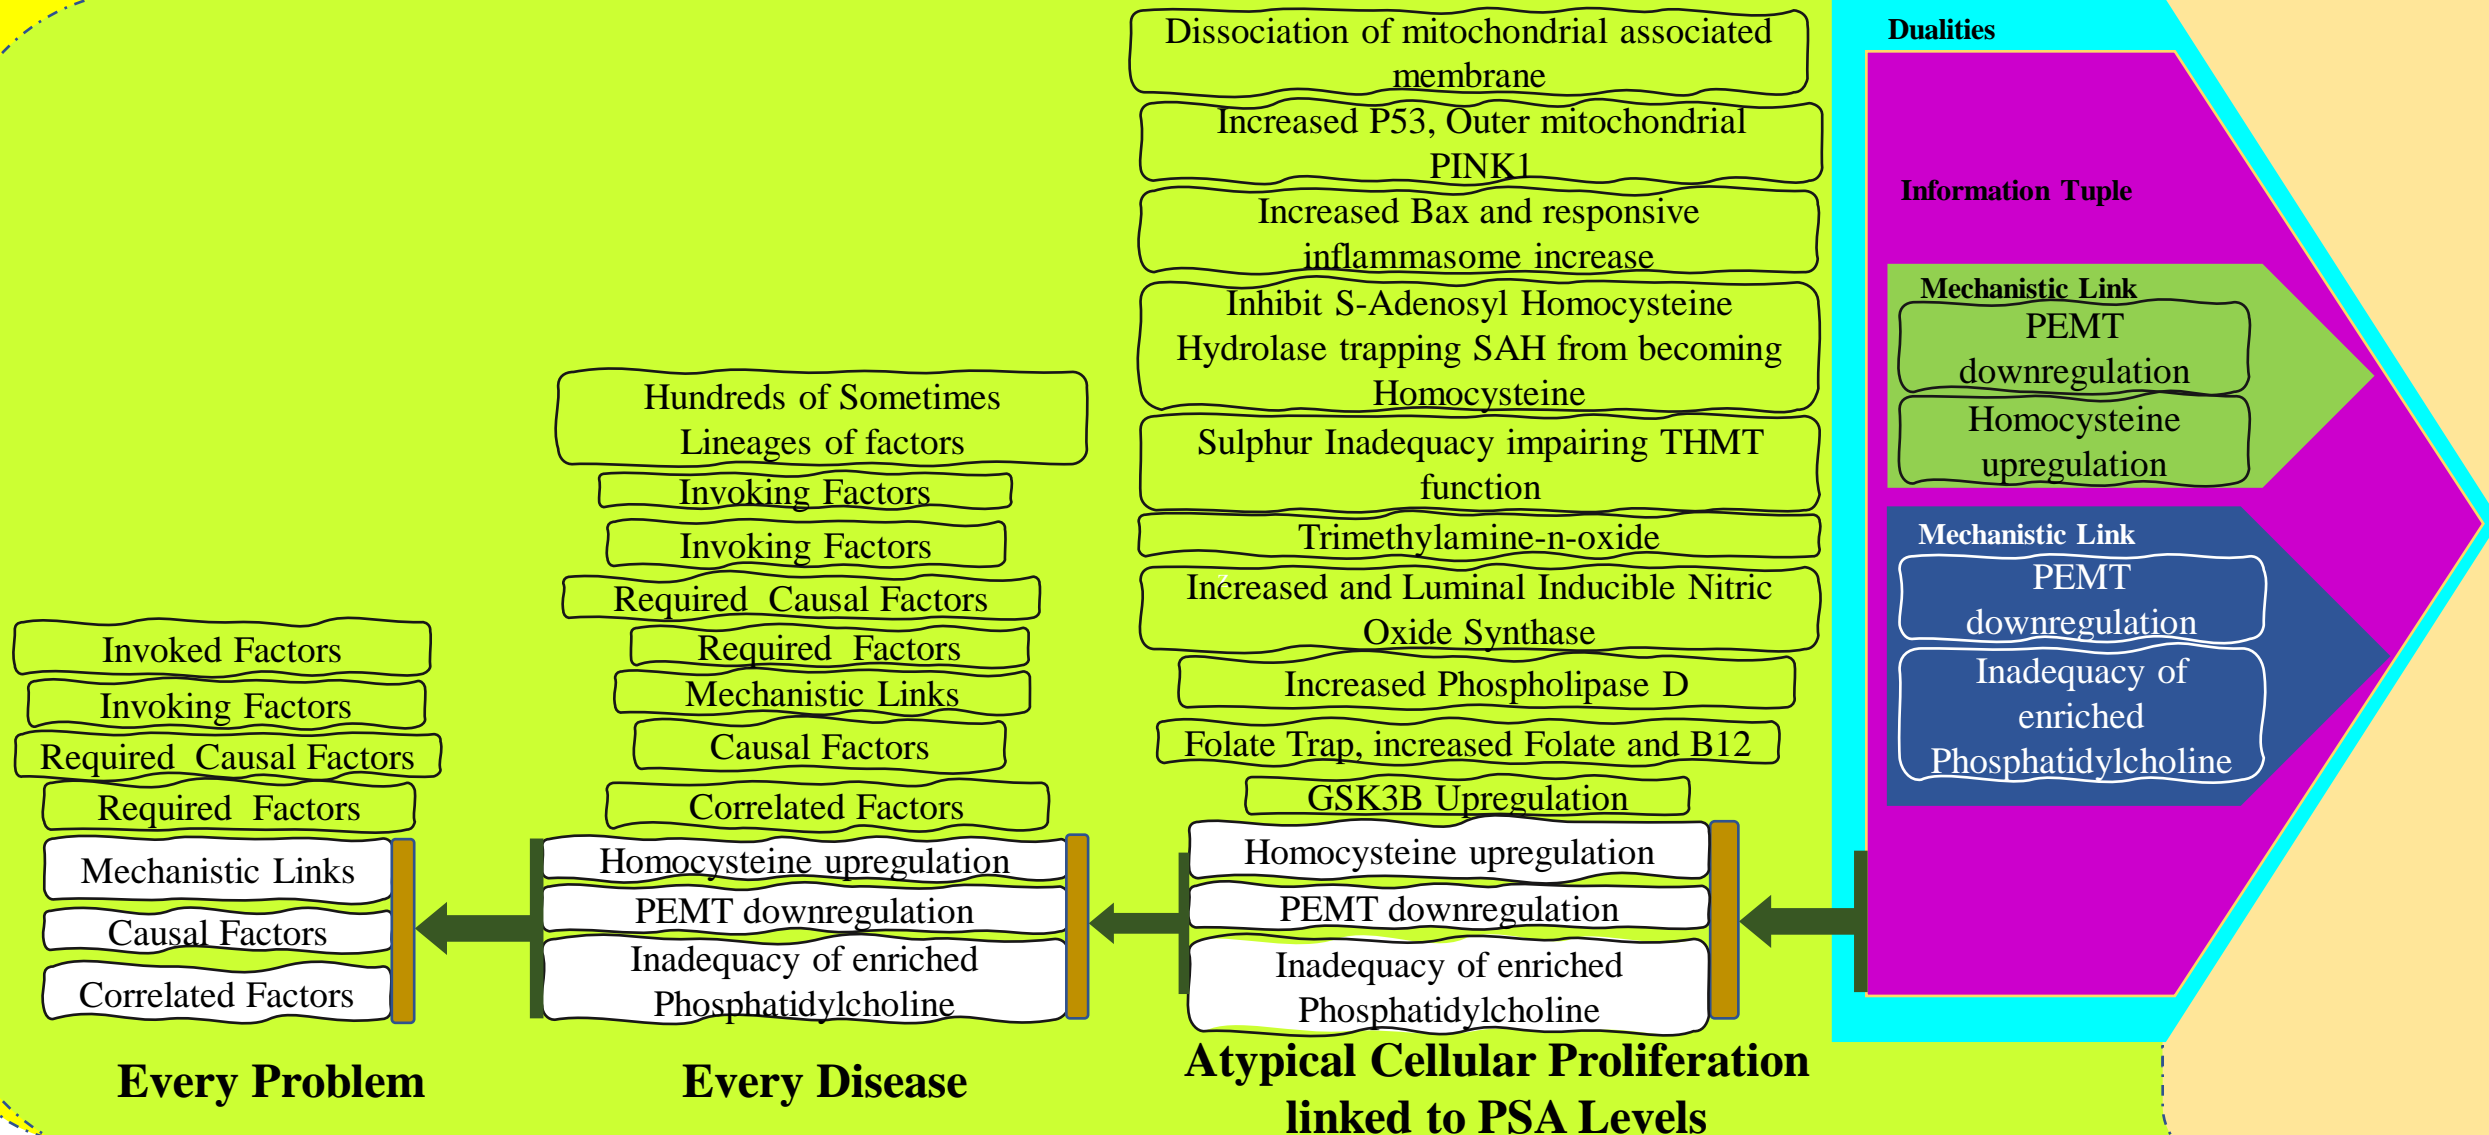 Invoked Factors
Invoking Factors
Required Causal Factors
Required Factors
Mechanistic Links
Causal Factors
Correlated Factors
Every Problem
Hundreds of Sometimes
Lineages of factors
Invoking Factors
Invoking Factors
Required Causal Factors
Required Factors
Mechanistic Links
Causal Factors
Correlated Factors
Homocysteine upregulation
PEMT downregulation
Inadequacy of enriched
Phosphatidylcholine
Every Disease
Dissociation of mitochondrial associated
membrane
Increased P53, Outer mitochondrial
PINK1
Increased Bax and responsive
inflammasome increase
Inhibit S-Adenosyl Homocysteine
Hydrolase trapping SAH from becoming
Homocysteine
Sulphur Inadequacy impairing THMT
function
Trimethylamine-n-oxide
Increased and Luminal Inducible Nitric
Oxide Synthase
Increased Phospholipase D
Folate Trap, increased Folate and B12
GSK3B Upregulation
Homocysteine upregulation
PEMT downregulation
Inadequacy of enriched
Phosphatidylcholine
Atypical Cellular Proliferation
linked to PSA Levels
Dualities
Information Tuple
Mechanistic Link
PEMT
downregulation
Homocysteine
upregulation
Mechanistic Link
PEMT
downregulation
Inadequacy of
enriched
Phosphatidylcholine